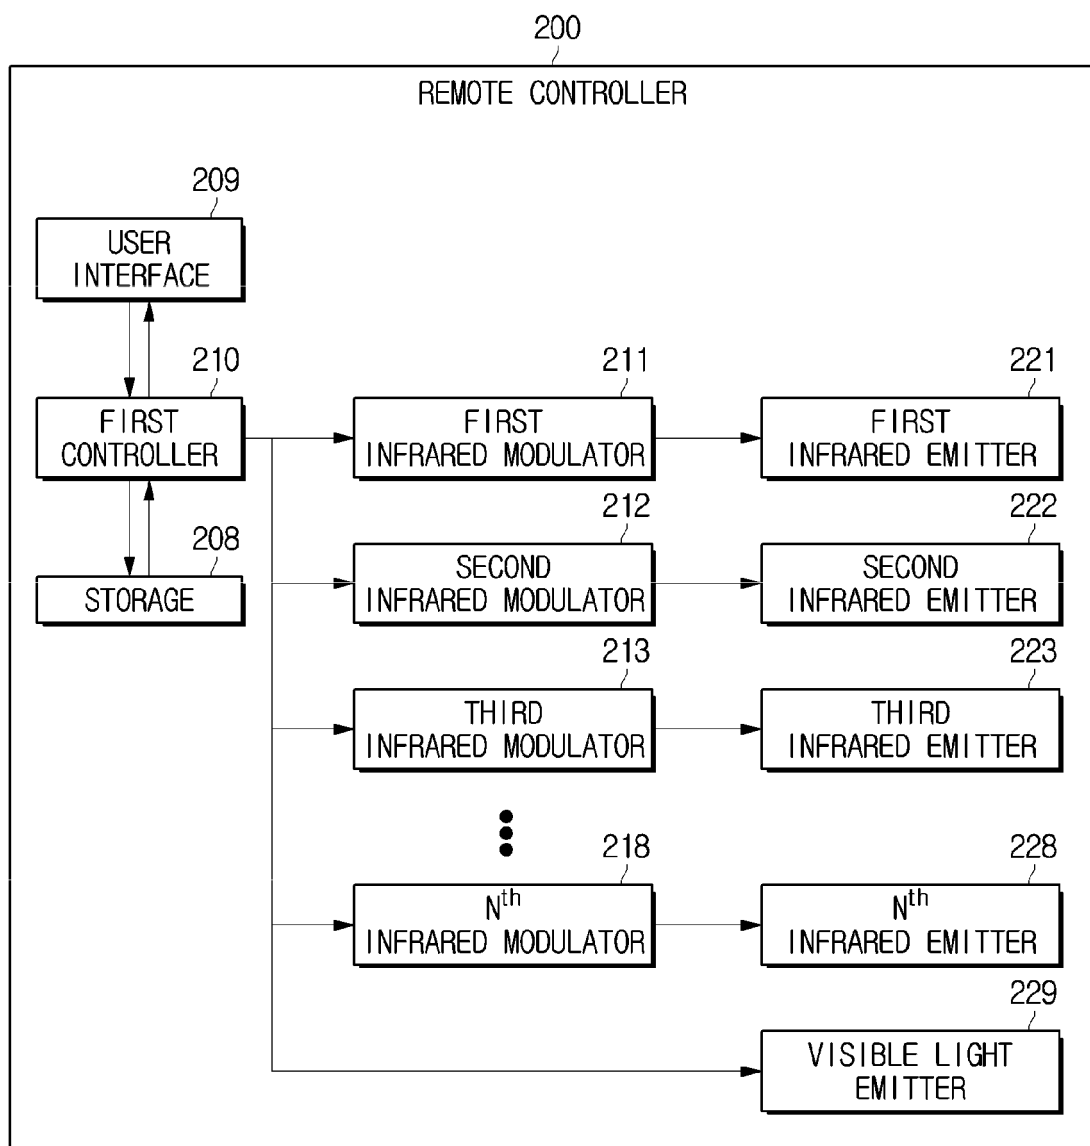 200
REMOTE CONTROLLER
209
USER
INTERFACE
210
FIRST
CONTROLLER
208
STORAGE
211
FIRST
INFRARED MODULATOR
221
FIRST
INFRARED EMITTER
212
SECOND
INFRARED MODULATOR
222
SECOND
INFRARED EMITTER
213
THIRD
INFRARED MODULATOR
223
THIRD
INFRARED EMITTER
218
Nth
INFRARED MODULATOR
228
Nth
INFRARED EMITTER
229
VISIBLE LIGHT
EMITTER